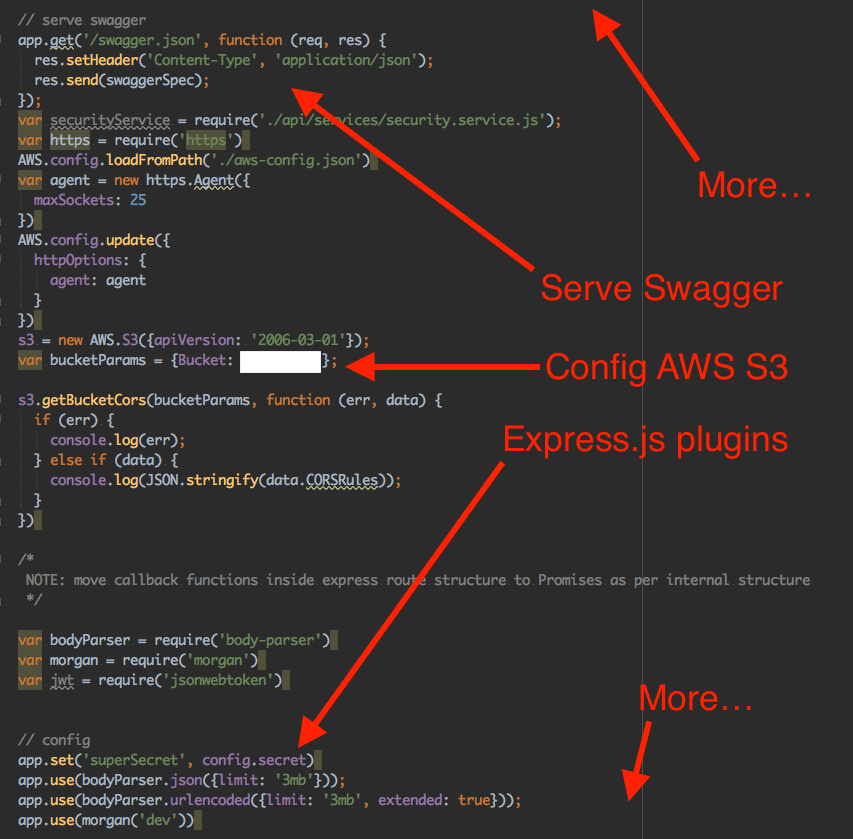 // serve swagger
app.get('/swagger.json', function (req, res) {
  res.setHeader('Content-Type', 'application/json');
  res.send(swaggerSpec);
});
var securityService = require('./api/services/security.service.js');
var https = require('https')
AWS.config.loadFromPath('./aws-config.json')
var agent = new https.Agent({
More...
  maxSockets: 25
})
AWS.config.update({
  httpOptions: {
    agent: agent
Serve Swagger
  }
})
s3 = new AWS.S3({apiVersion: '2006-03-01'});
var bucketParams = {Bucket: };
Config AWS S3
s3.getBucketCors(bucketParams, function (err, data) {
  if (err) {
    console.log(err);
Express.js plugins
  } else if (data) {
    console.log(JSON.stringify(data.CORSRules));
  }
})
/*
 NOTE: move callback functions inside express route structure to Promises as per internal structure
 */
var bodyParser = require('body-parser')
var morgan = require('morgan')
var jwt = require('jsonwebtoken')
More...
// config
app.set('superSecret', config.secret)
app.use(bodyParser.json({limit: '3mb'}));
app.use(bodyParser.urlencoded({limit: '3mb', extended: true}));
app.use(morgan('dev'))